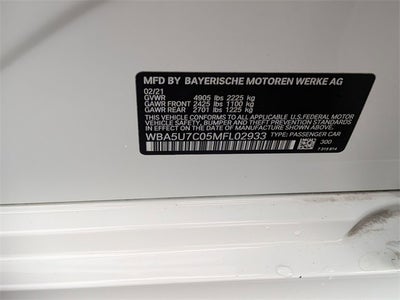 MFD BY BAYERISCHE MOTOREN WERKE AG
02/21
GVWR 4905 lbs 2225 kg
GAWR FRONT 2425 lbs 1100 kg
GAWR REAR 2701 lbs 1225 kg
THIS VEHICLE CONFORMS TO ALL APPLICABLE U.S.FEDERAL MOTOR
VEHICLE SAFETY, BUMPER, AND THEFT PREVENTION STANDARDS
IN EFFECT ON THE DATE OF MANUFACTURE SHOWN ABOVE.
WBA5U7C05MFL02933 TYPE: PASSENGER CAR
300